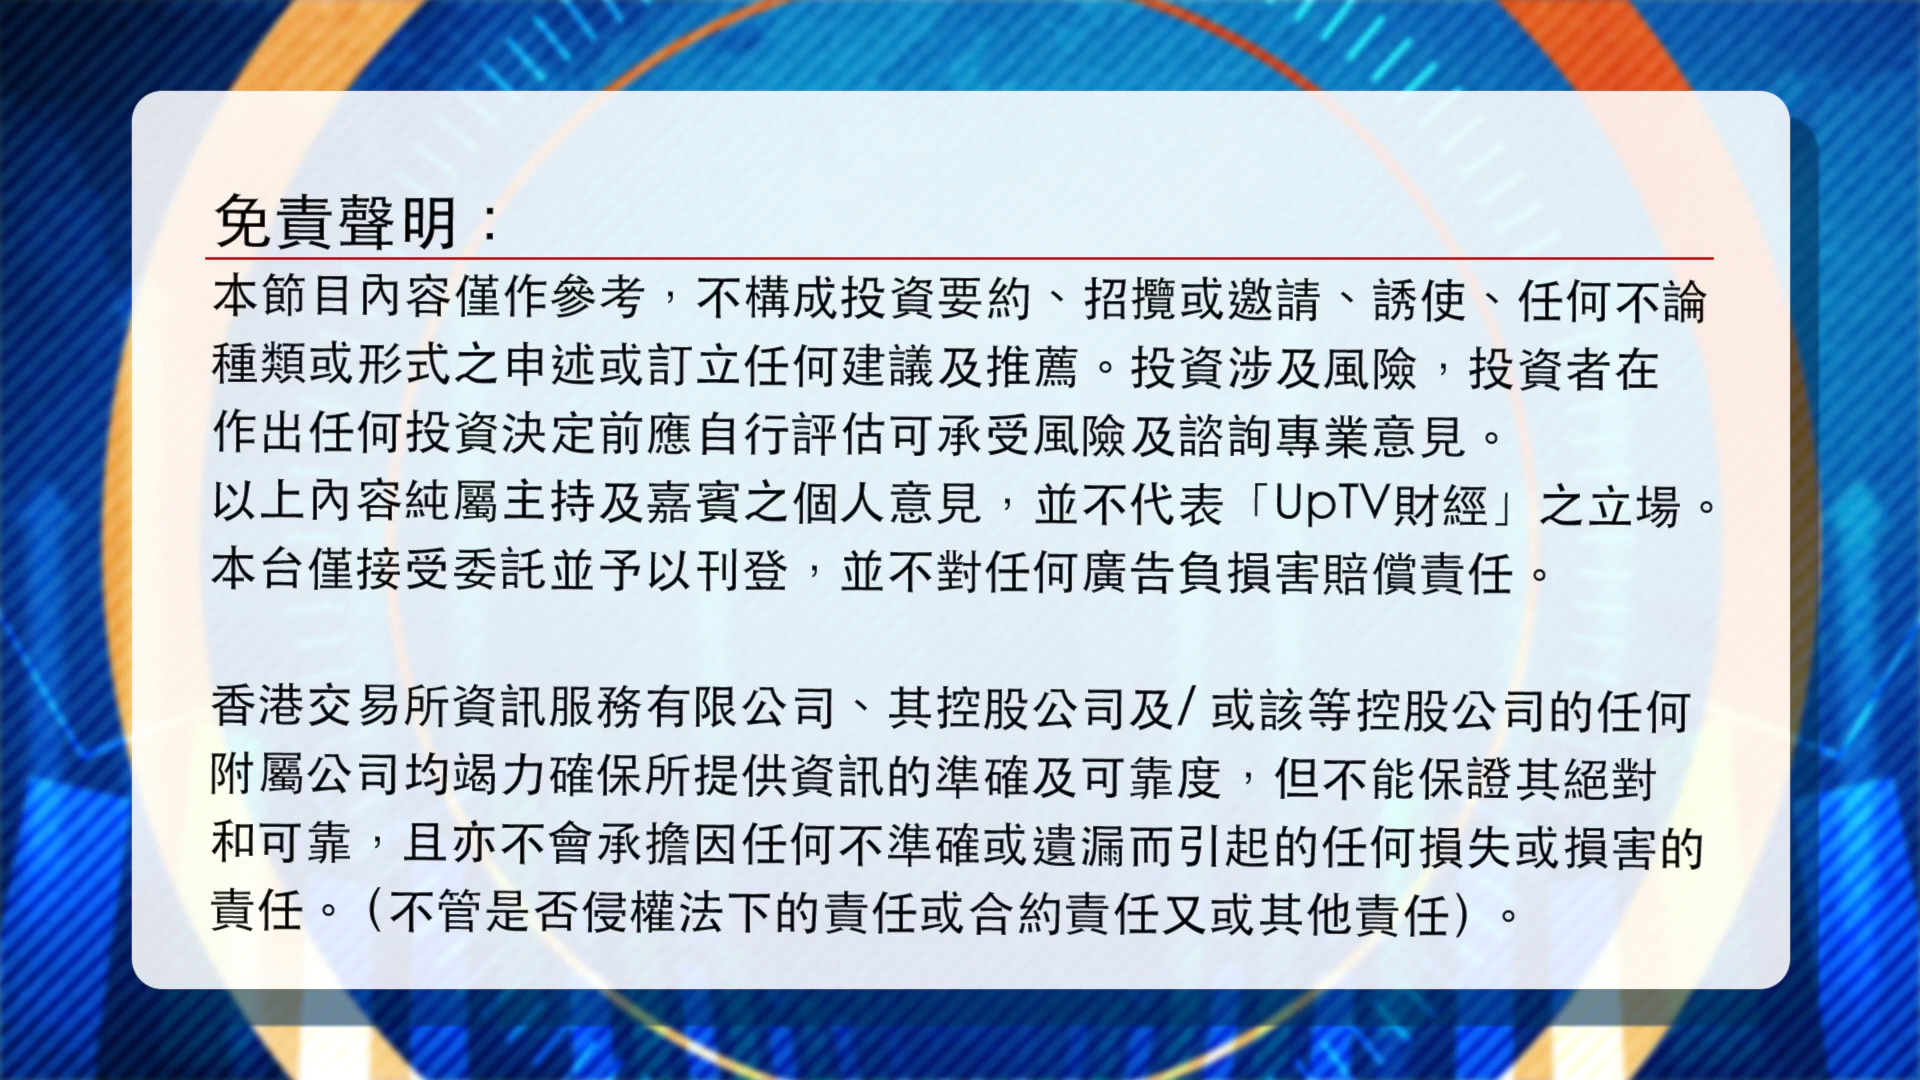 免責聲明：
本節目內容僅作參考，不構成投資要約、招攬或邀請、誘使、任何不論
種類或形式之申述或訂立任何建議及推薦。投資涉及風險，投資者在
作出任何投資決定前應自行評估可承受風險及諮詢專業意見。
以上內容純屬主持及嘉賓之個人意見，並不代表「UpTV財經」之立場。
本台僅接受委託並予以刊登，並不對任何廣告負損害賠償責任。
香港交易所資訊服務有限公司、其控股公司及/ 或該等控股公司的任何
附屬公司均竭力確保所提供資訊的準確及可靠度，但不能保證其絕對
和可靠，且亦不會承擔因任何不準確或遺漏而引起的任何損失或損害的
責任。（不管是否侵權法下的責任或合約責任又或其他責任）。